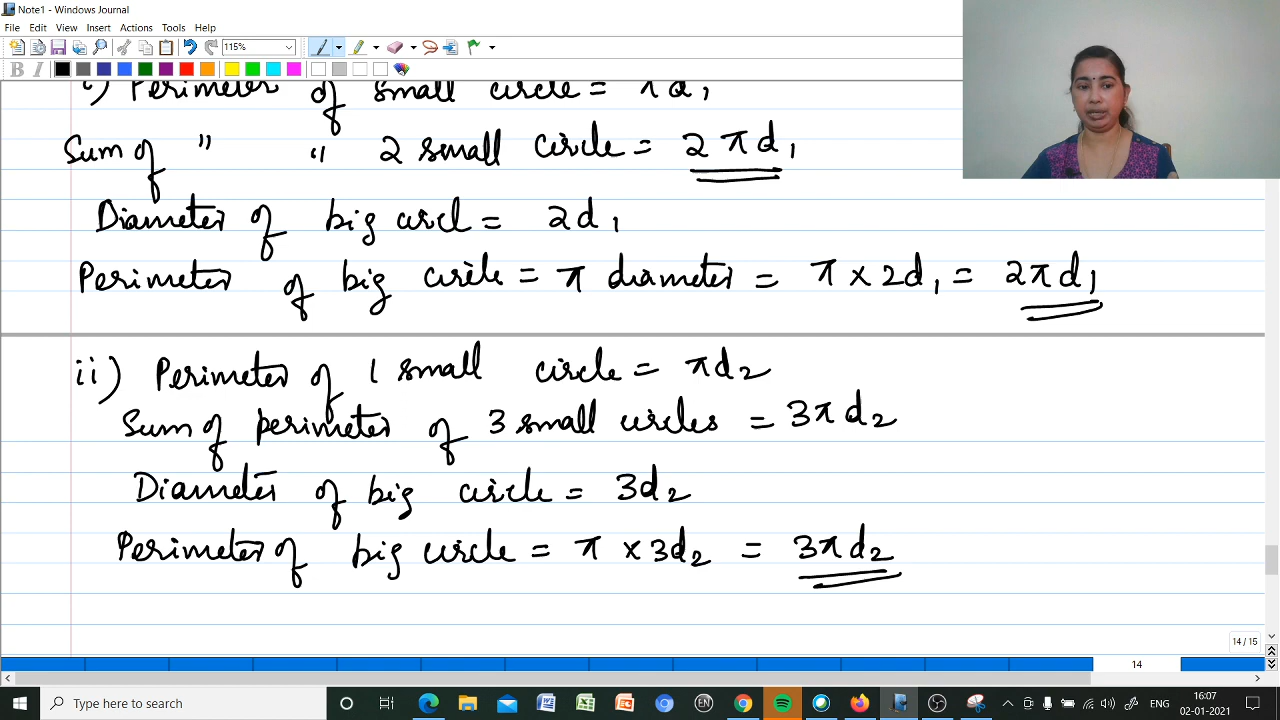 Note1 - Windows Journal
File Edit View Insert Actions Tools Help
115%
B I
i) Perimeter of small circle = πd1
Sum of " " 2 small circle = 2πd1
Diameter of big circl = 2d1
Perimeter of big circle = π diameter = π × 2d1 = 2πd1
ii) Perimeter of 1 small circle = πd2
Sum of perimeter of 3 small circles = 3πd2
Diameter of big circle = 3d2
Perimeter of big circle = π × 3d2 = 3πd2
14 / 15
14
Type here to search
ENG
16:07
02-01-2021